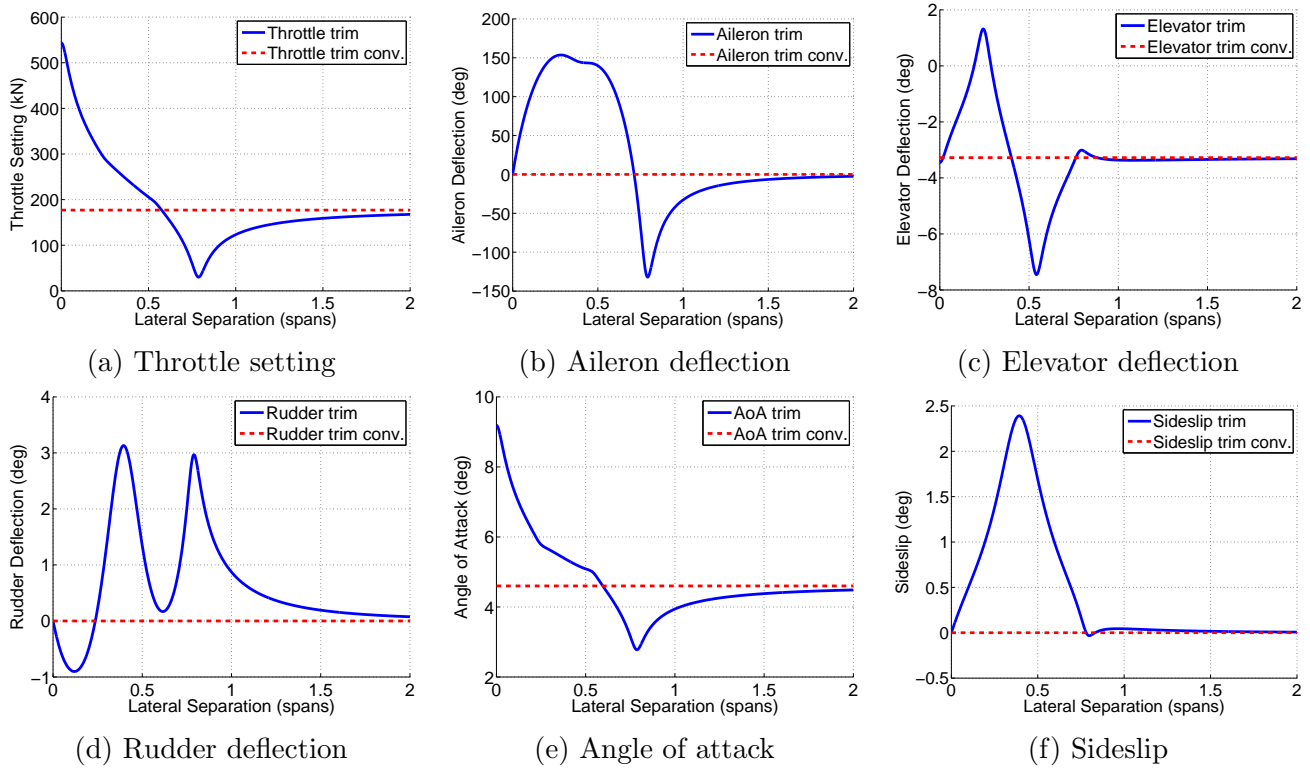 600
500
400
300
200
100
0
Throttle Setting (kN)
Throttle trim
Throttle trim conv.
0 0.5 1 1.5 2
Lateral Separation (spans)
(a) Throttle setting
200
150
100
50
0
−50
−100
−150
Aileron Deflection (deg)
Aileron trim
Aileron trim conv.
0 0.5 1 1.5 2
Lateral Separation (spans)
(b) Aileron deflection
2
0
−2
−4
−6
−8
Elevator Deflection (deg)
Elevator trim
Elevator trim conv.
0 0.5 1 1.5 2
Lateral Separation (spans)
(c) Elevator deflection
4
3
2
1
0
−1
Rudder Deflection (deg)
Rudder trim
Rudder trim conv.
0 0.5 1 1.5 2
Lateral Separation (spans)
(d) Rudder deflection
10
8
6
4
2
Angle of Attack (deg)
AoA trim
AoA trim conv.
0 0.5 1 1.5 2
Lateral Separation (spans)
(e) Angle of attack
2.5
2
1.5
1
0.5
0
−0.5
Sideslip (deg)
Sideslip trim
Sideslip trim conv.
0 0.5 1 1.5 2
Lateral Separation (spans)
(f) Sideslip